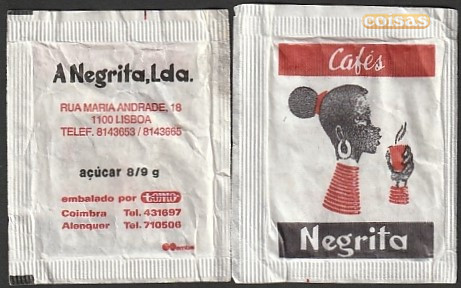 A Negrita, Lda.
RUA MARIA ANDRADE, 18
1100 LISBOA
TELEF. 8143653 / 8143665
açúcar 8/9 g
embalado por
Coimbra Tel. 431697
Alenquer Tel. 710506
coisas
Cafés
Negrita